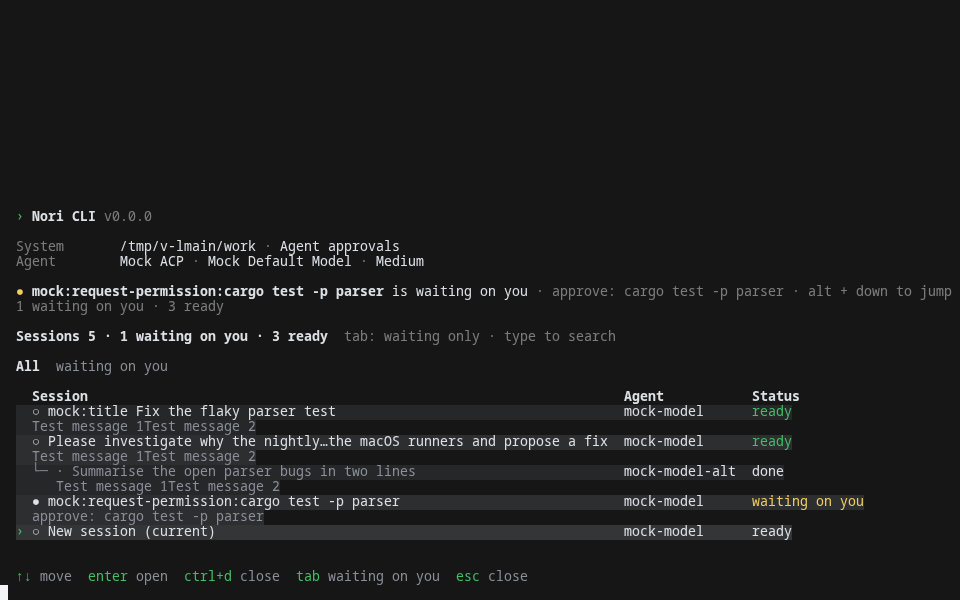 › Nori CLI v0.0.0
System /tmp/v-lmain/work · Agent approvals
Agent Mock ACP · Mock Default Model · Medium
● mock:request-permission:cargo test -p parser is waiting on you · approve: cargo test -p parser · alt + down to jump
1 waiting on you · 3 ready
Sessions 5 · 1 waiting on you · 3 ready tab: waiting only · type to search
All waiting on you
Session Agent Status
○ mock:title Fix the flaky parser test mock-model ready
Test message 1Test message 2
○ Please investigate why the nightly…the macOS runners and propose a fix mock-model ready
Test message 1Test message 2
└─ · Summarise the open parser bugs in two lines mock-model-alt done
Test message 1Test message 2
● mock:request-permission:cargo test -p parser mock-model waiting on you
approve: cargo test -p parser
› ○ New session (current) mock-model ready
↑↓ move enter open ctrl+d close tab waiting on you esc close